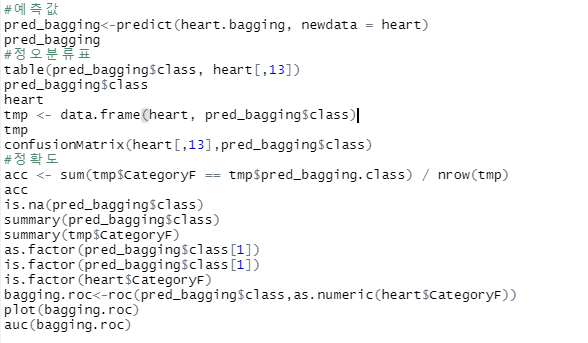 #예측값
pred_bagging<-predict(heart.bagging, newdata = heart)
pred_bagging
#정오분류표
table(pred_bagging$class, heart[,13])
pred_bagging$class
heart
tmp <- data.frame(heart, pred_bagging$class)
tmp
confusionMatrix(heart[,13],pred_bagging$class)
#정확도
acc <- sum(tmp$CategoryF == tmp$pred_bagging.class) / nrow(tmp)
acc
is.na(pred_bagging$class)
summary(pred_bagging$class)
summary(tmp$CategoryF)
as.factor(pred_bagging$class[1])
is.factor(pred_bagging$class[1])
is.factor(heart$CategoryF)
bagging.roc<-roc(pred_bagging$class,as.numeric(heart$CategoryF))
plot(bagging.roc)
auc(bagging.roc)